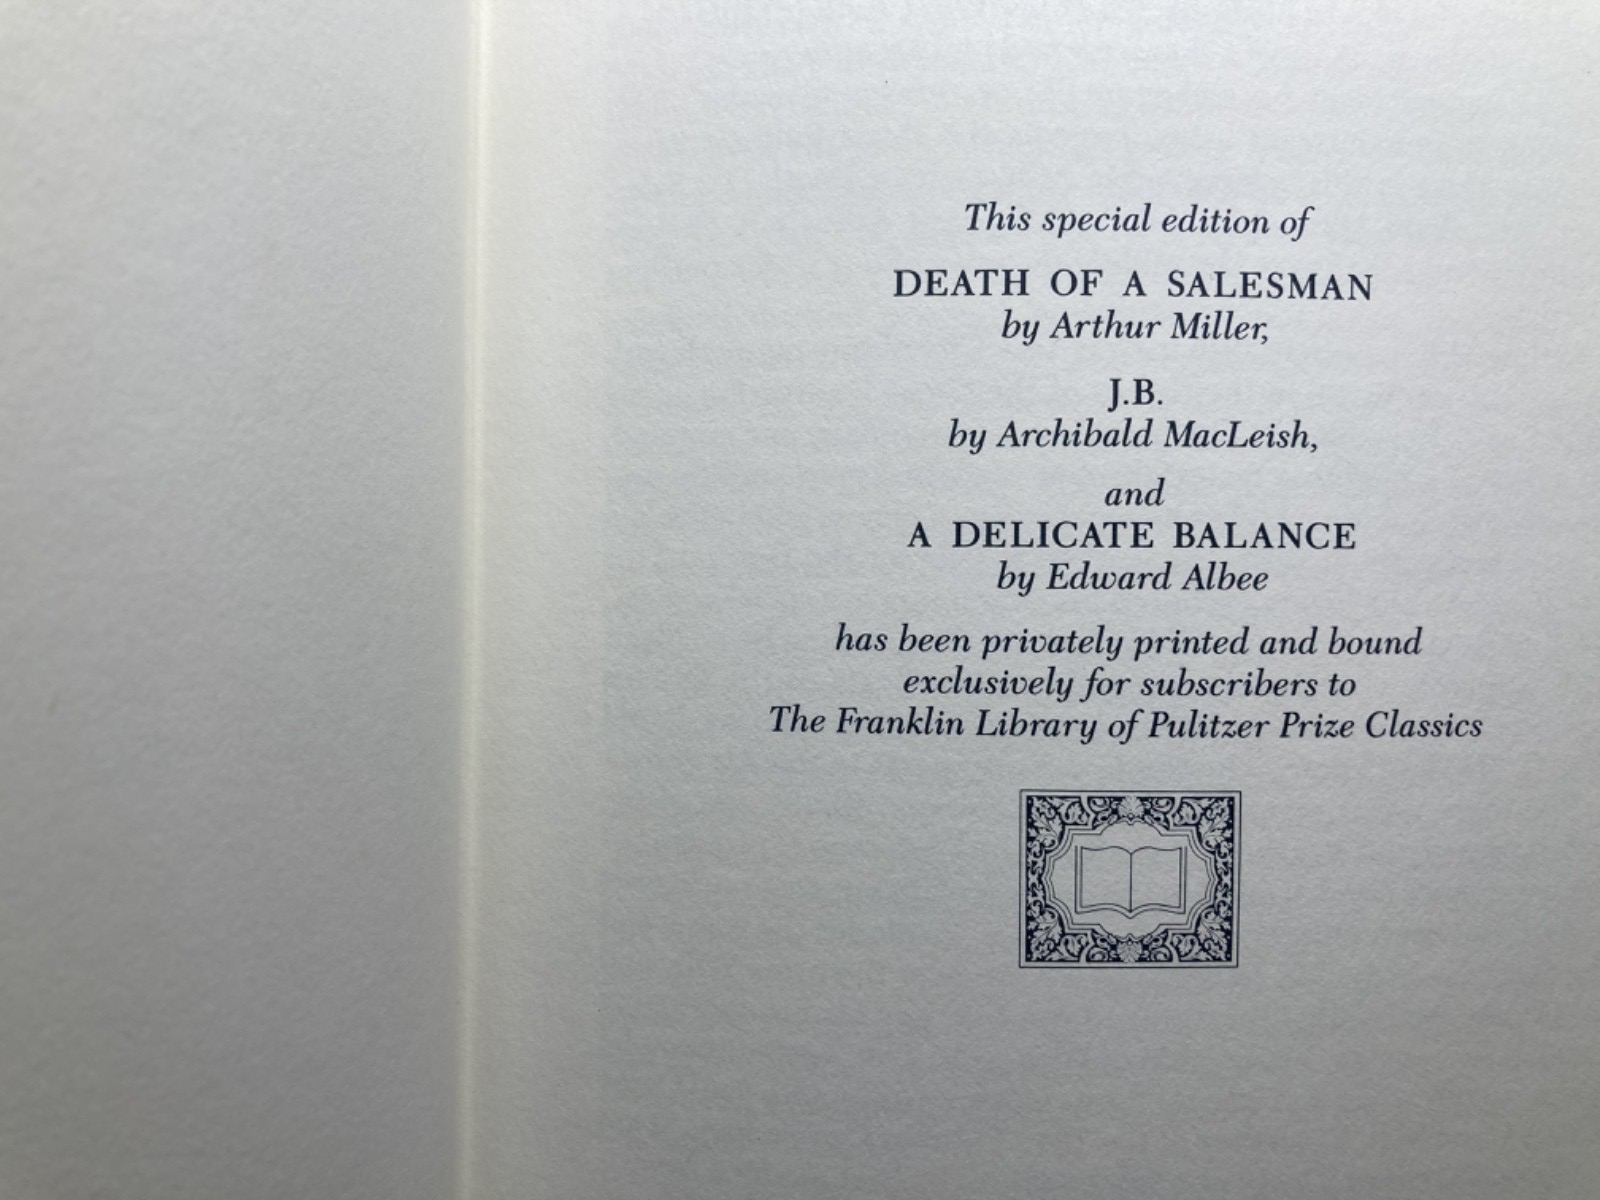 This special edition of
DEATH OF A SALESMAN
by Arthur Miller,
J.B.
by Archibald MacLeish,
and
A DELICATE BALANCE
by Edward Albee
has been privately printed and bound
exclusively for subscribers to
The Franklin Library of Pulitzer Prize Classics